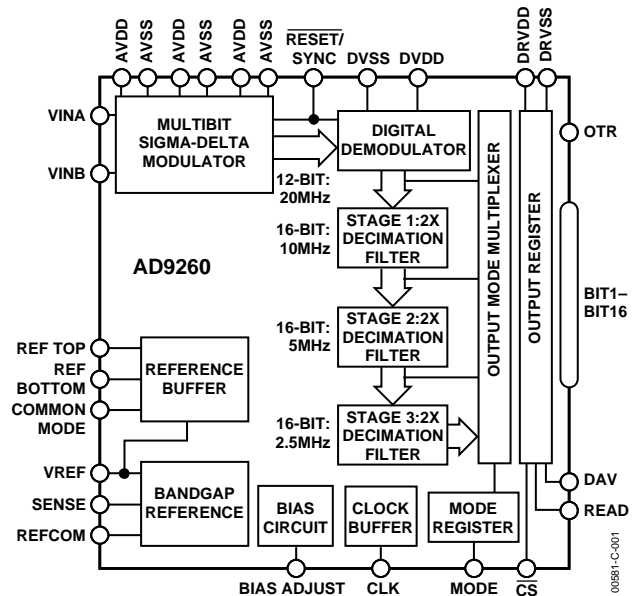 AVDD
AVSS
AVDD
AVSS
AVDD
AVSS
RESET/
SYNC
DVSS
DVDD
DRVDD
DRVSS
VINA
VINB
MULTIBIT
SIGMA-DELTA
MODULATOR
DIGITAL
DEMODULATOR
12-BIT:
20MHz
STAGE 1:2X
DECIMATION
FILTER
16-BIT:
10MHz
AD9260
STAGE 2:2X
DECIMATION
FILTER
16-BIT:
5MHz
STAGE 3:2X
DECIMATION
FILTER
16-BIT:
2.5MHz
OUTPUT MODE MULTIPLEXER
OUTPUT REGISTER
OTR
BIT1–
BIT16
REF TOP
REF
BOTTOM
COMMON
MODE
REFERENCE
BUFFER
VREF
SENSE
REFCOM
BANDGAP
REFERENCE
BIAS
CIRCUIT
CLOCK
BUFFER
MODE
REGISTER
DAV
READ
BIAS ADJUST
CLK
MODE
CS
00581-C-001